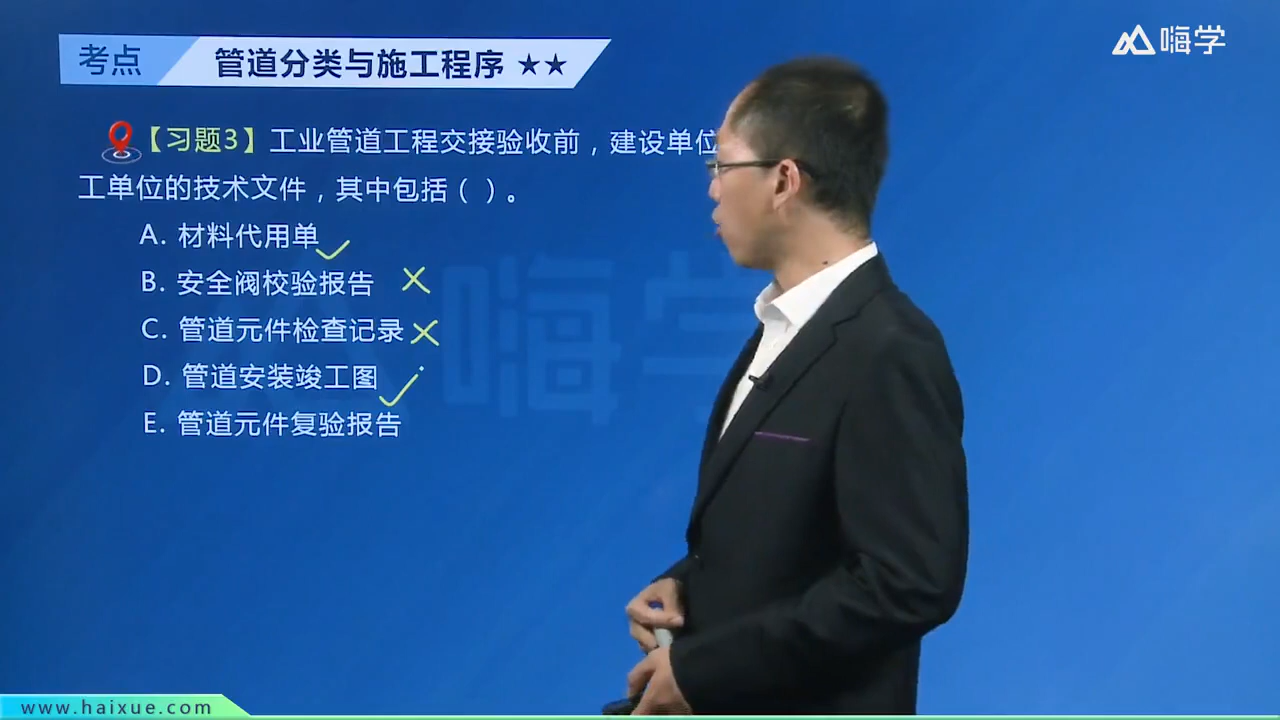 考点 管道分类与施工程序 ★★
嗨学
【习题3】工业管道工程交接验收前，建设单位
工单位的技术文件，其中包括（ ）。
A. 材料代用单
B. 安全阀校验报告
C. 管道元件检查记录
D. 管道安装竣工图
E. 管道元件复验报告
嗨学
www.haixue.com